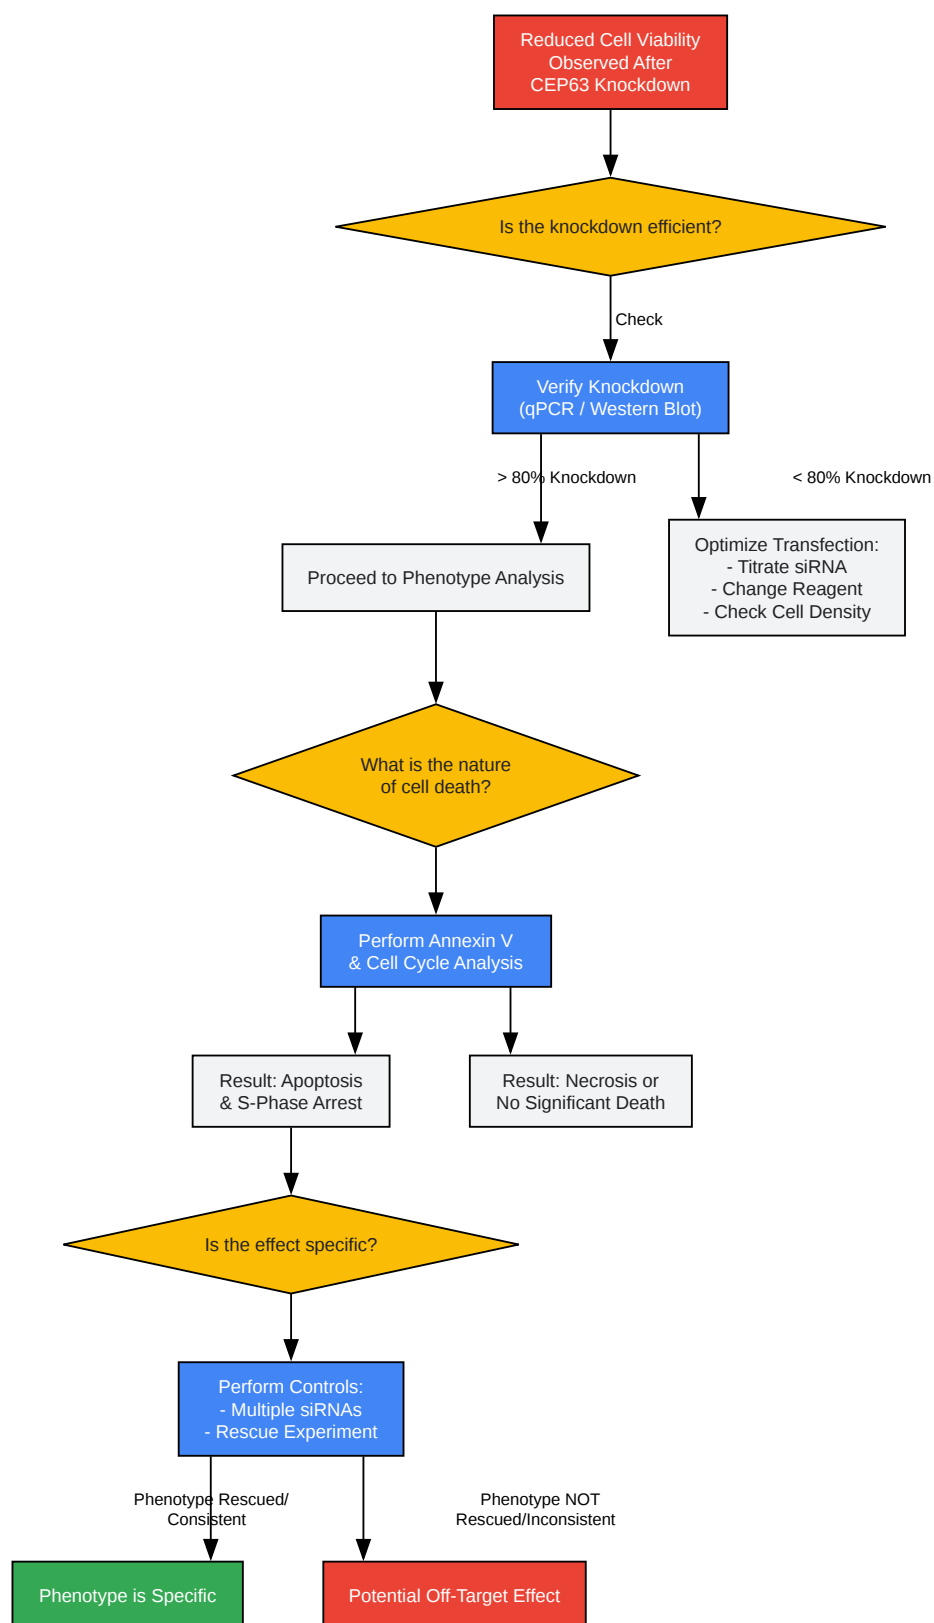 Reduced Cell Viability
Observed After
CEP63 Knockdown
Is the knockdown efficient?
Check
Verify Knockdown
(qPCR / Western Blot)
> 80% Knockdown
< 80% Knockdown
Proceed to Phenotype Analysis
Optimize Transfection:
- Titrate siRNA
- Change Reagent
- Check Cell Density
What is the nature
of cell death?
Perform Annexin V
& Cell Cycle Analysis
Result: Apoptosis
& S-Phase Arrest
Result: Necrosis or
No Significant Death
Is the effect specific?
Perform Controls:
- Multiple siRNAs
- Rescue Experiment
Phenotype Rescued/
Consistent
Phenotype NOT
Rescued/Inconsistent
Phenotype is Specific
Potential Off-Target Effect